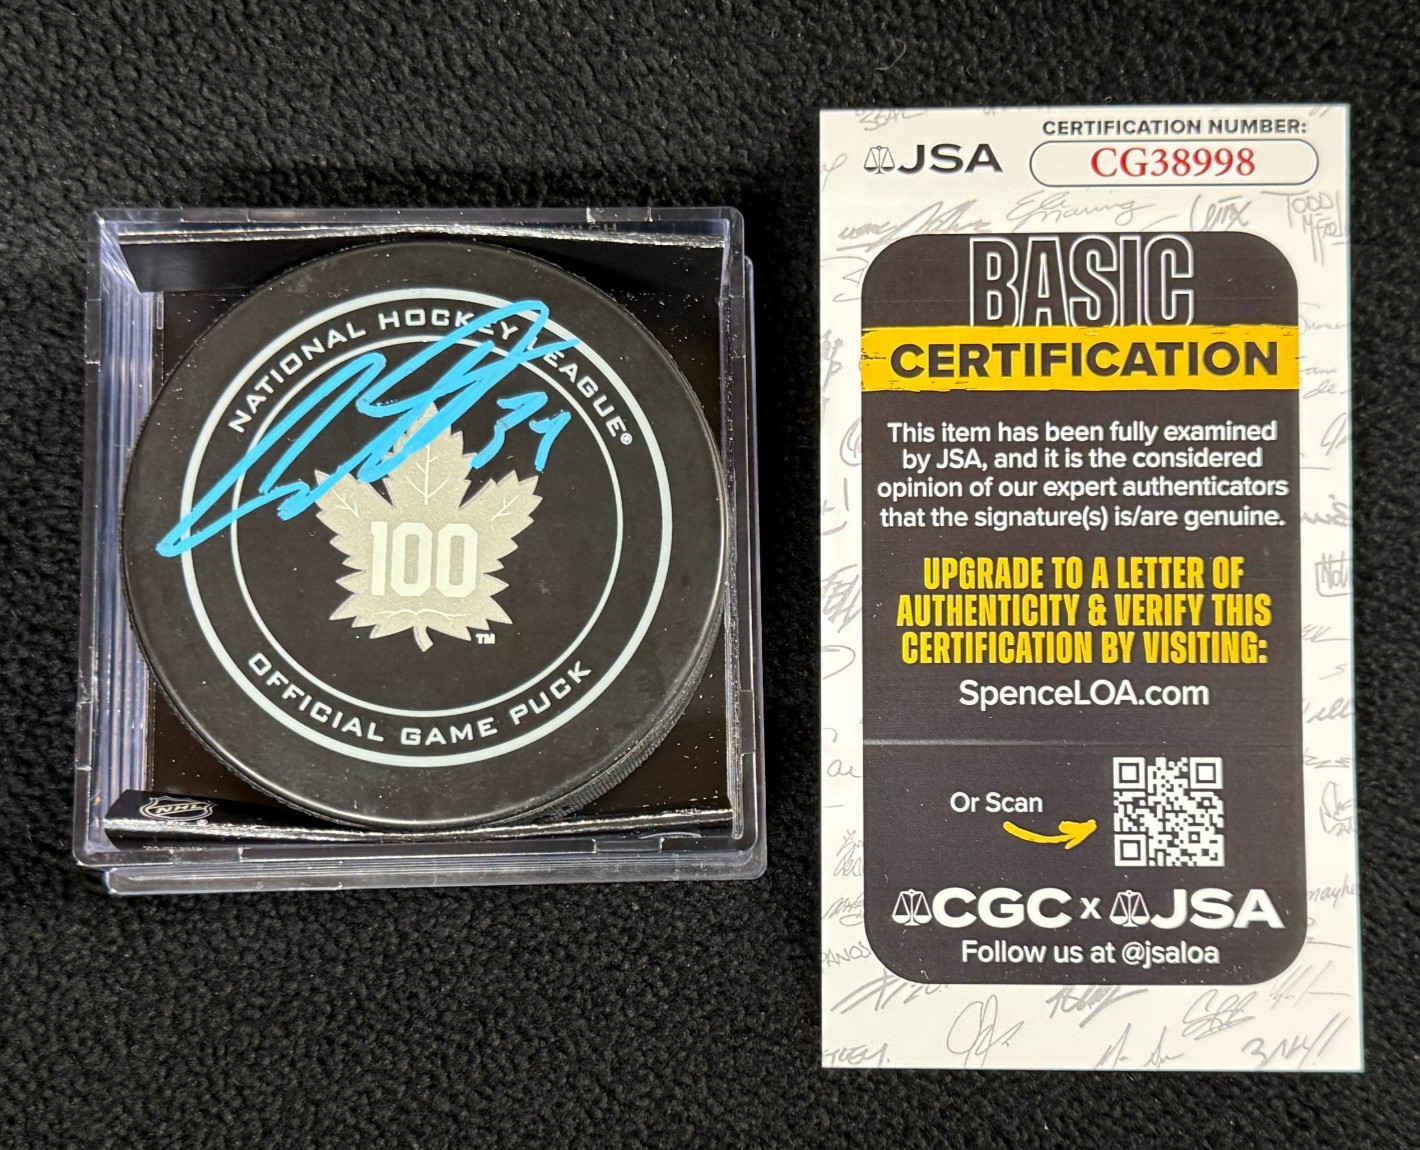 NATIONAL HOCKEY LEAGUE®
34
100
TM
OFFICIAL GAME PUCK
NHL
JSA
CERTIFICATION NUMBER:
CG38998
BASIC
CERTIFICATION
This item has been fully examined
by JSA, and it is the considered
opinion of our expert authenticators
that the signature(s) is/are genuine.
UPGRADE TO A LETTER OF
AUTHENTICITY & VERIFY THIS
CERTIFICATION BY VISITING:
SpenceLOA.com
Or Scan
CGC x JSA
Follow us at @jsaloa